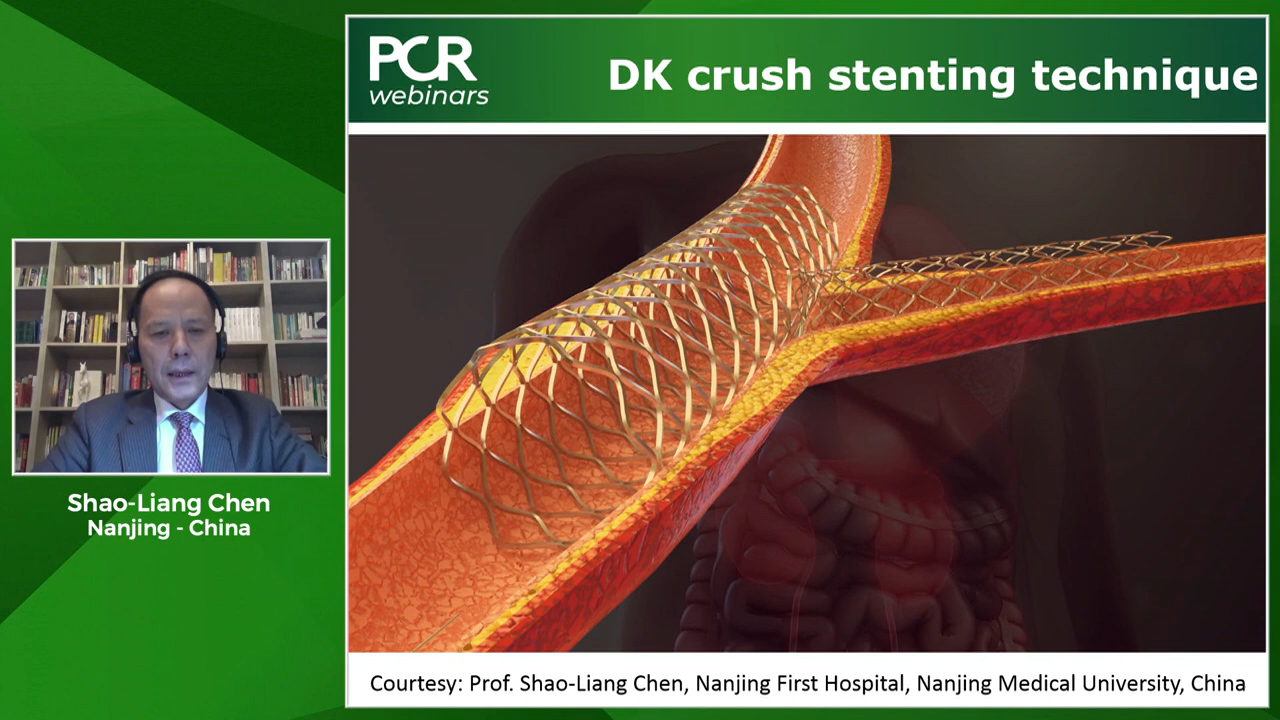 PCR
webinars
DK crush stenting technique
Shao-Liang Chen
Nanjing - China
Courtesy: Prof. Shao-Liang Chen, Nanjing First Hospital, Nanjing Medical University, China